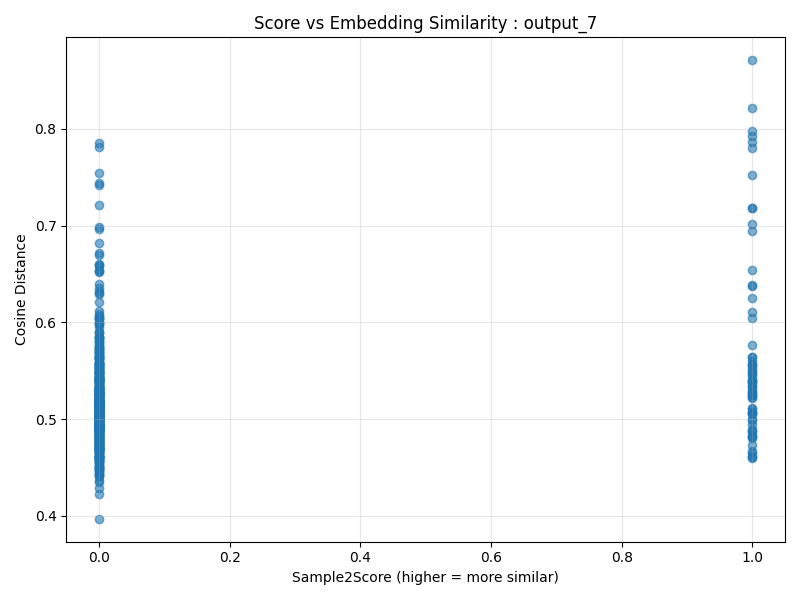 Score vs Embedding Similarity : output_7
Cosine Distance
0.8
0.7
0.6
0.5
0.4
0.0 0.2 0.4 0.6 0.8 1.0
Sample2Score (higher = more similar)